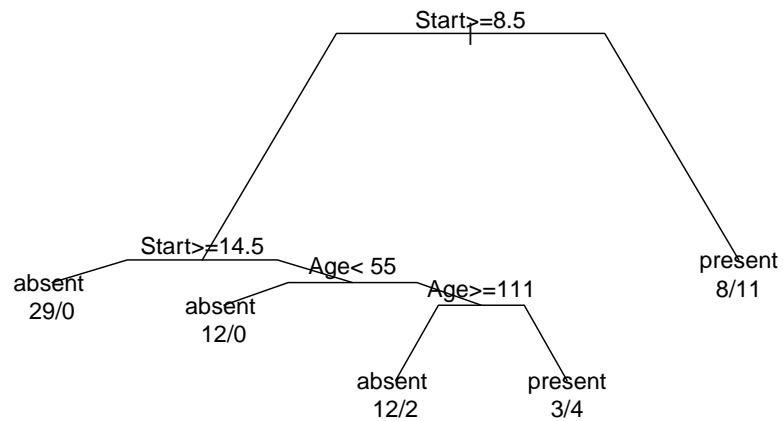 Start>=8.5
Start>=14.5
Age< 55
Age>=111
absent
29/0
absent
12/0
absent
12/2
present
3/4
present
8/11